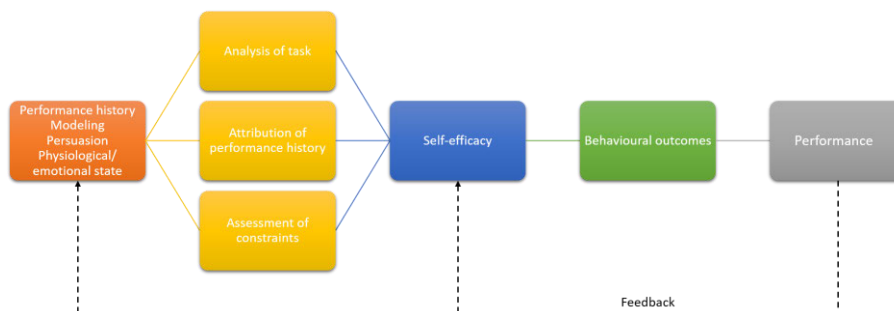 Performance history
Modeling
Persuasion
Physiological/
emotional state
Analysis of task
Attribution of
performance history
Assessment of
constraints
Self-efficacy
Behavioural outcomes
Performance
Feedback